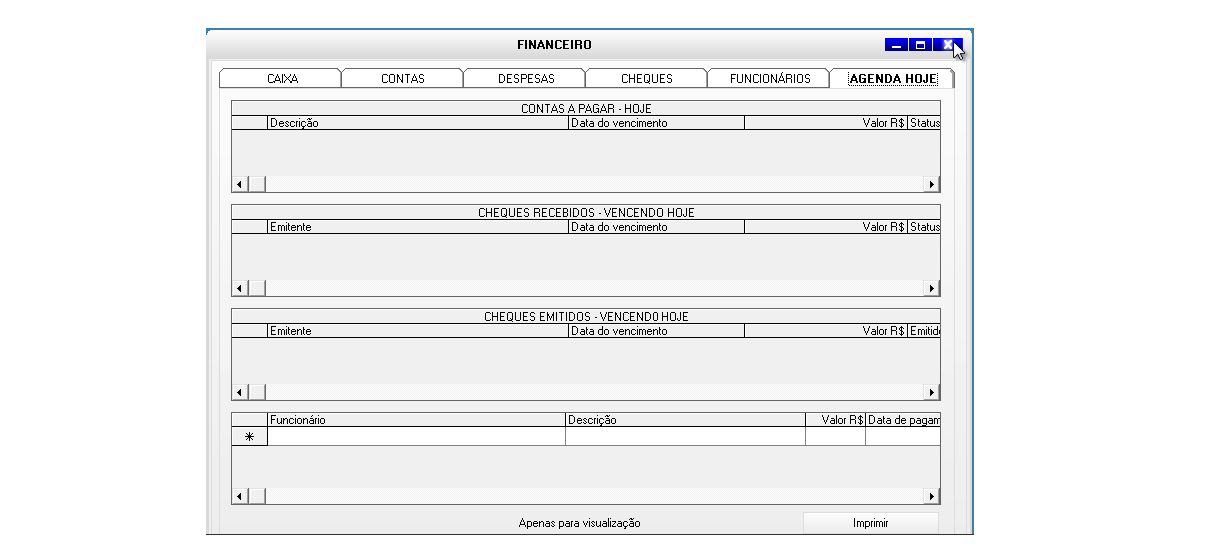 FINANCEIRO
CAIXA CONTAS DESPESAS CHEQUES FUNCIONÁRIOS AGENDA HOJE
CONTAS A PAGAR - HOJE
Descrição Data do vencimento Valor R$ Status
CHEQUES RECEBIDOS - VENCENDO HOJE
Emitente Data do vencimento Valor R$ Status
CHEQUES EMITIDOS - VENCENDO HOJE
Emitente Data do vencimento Valor R$ Emitid
Funcionário Descrição Valor R$ Data de pagam
Apenas para visualização Imprimir